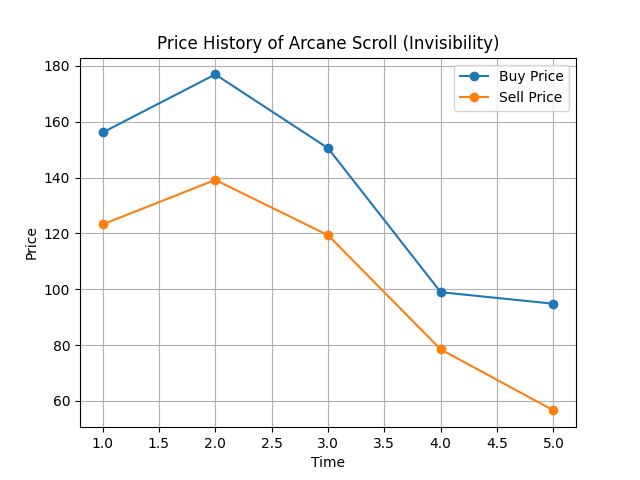 Price History of Arcane Scroll (Invisibility)
Buy Price
Sell Price
180
160
140
120
100
80
60
Price
1.0 1.5 2.0 2.5 3.0 3.5 4.0 4.5 5.0
Time